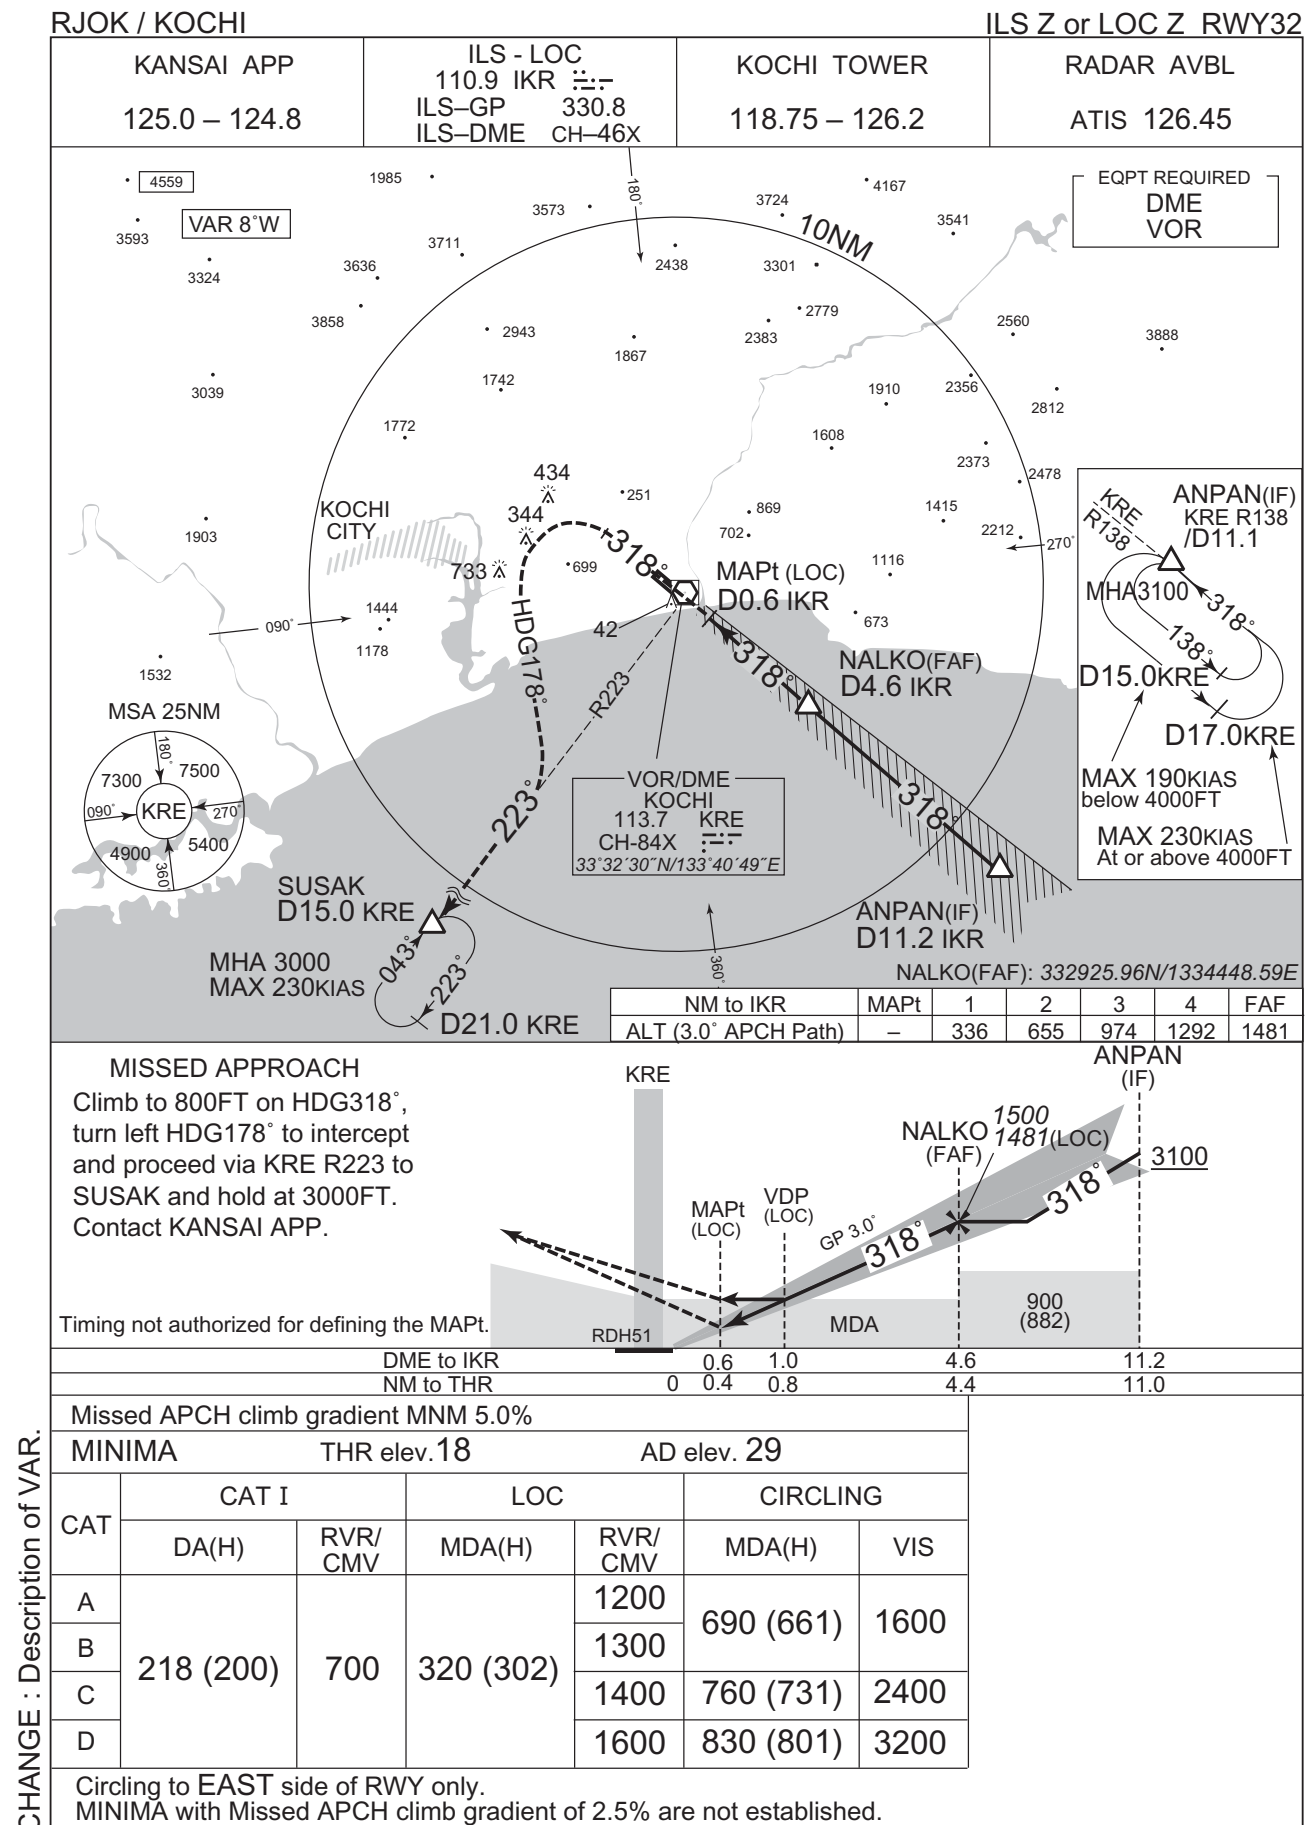 RJOK / KOCHI
ILS Z or LOC Z RWY32
KANSAI APP
125.0 – 124.8
ILS - LOC
110.9 IKR
ILS–GP 330.8
ILS–DME CH–46X
KOCHI TOWER
118.75 – 126.2
RADAR AVBL
ATIS 126.45
EQPT REQUIRED
DME
VOR
4559
VAR 8°W
3593
3324
1985
3573
180°
3724
4167
3541
10NM
3711
3636
3858
2438
3301
2779
2383
2943
1867
2560
3888
3039
1742
1772
1910
2356
2812
1608
2373
2478
434
251
869
702
1415
2212
270°
KOCHI
CITY
344
1903
733
699
318°
MAPt (LOC)
D0.6 IKR
1116
673
42
1444
1178
090°
1532
HDG178°
R223
318°
NALKO(FAF)
D4.6 IKR
KRE
R138
ANPAN(IF)
KRE R138
/D11.1
MHA3100
318°
138°
D15.0KRE
D17.0KRE
MAX 190KIAS
below 4000FT
MAX 230KIAS
At or above 4000FT
MSA 25NM
180°
7300
7500
090°
KRE
270°
4900
5400
360°
VOR/DME
KOCHI
113.7 KRE
CH-84X
33°32′30″N/133°40′49″E
223°
318°
SUSAK
D15.0 KRE
ANPAN(IF)
D11.2 IKR
MHA 3000
MAX 230KIAS
043°
223°
D21.0 KRE
360°
NALKO(FAF): 332925.96N/1334448.59E
NM to IKR MAPt 1 2 3 4 FAF
ALT (3.0° APCH Path) – 336 655 974 1292 1481
MISSED APPROACH
Climb to 800FT on HDG318°,
turn left HDG178° to intercept
and proceed via KRE R223 to
SUSAK and hold at 3000FT.
Contact KANSAI APP.
Timing not authorized for defining the MAPt.
KRE
ANPAN
(IF)
NALKO
(FAF)
1500
1481(LOC)
3100
318°
MAPt
(LOC)
VDP
(LOC)
GP 3.0°
318°
RDH51
MDA
900
(882)
DME to IKR 0.6 1.0 4.6 11.2
NM to THR 0 0.4 0.8 4.4 11.0
Missed APCH climb gradient MNM 5.0%
MINIMA THR elev.18 AD elev. 29
CAT CAT I LOC CIRCLING
DA(H) RVR/CMV MDA(H) RVR/CMV MDA(H) VIS
A 1200
B 1300
690 (661) 1600
218 (200) 700 320 (302)
C 1400 760 (731) 2400
D 1600 830 (801) 3200
Circling to EAST side of RWY only.
MINIMA with Missed APCH climb gradient of 2.5% are not established.
CHANGE : Description of VAR.